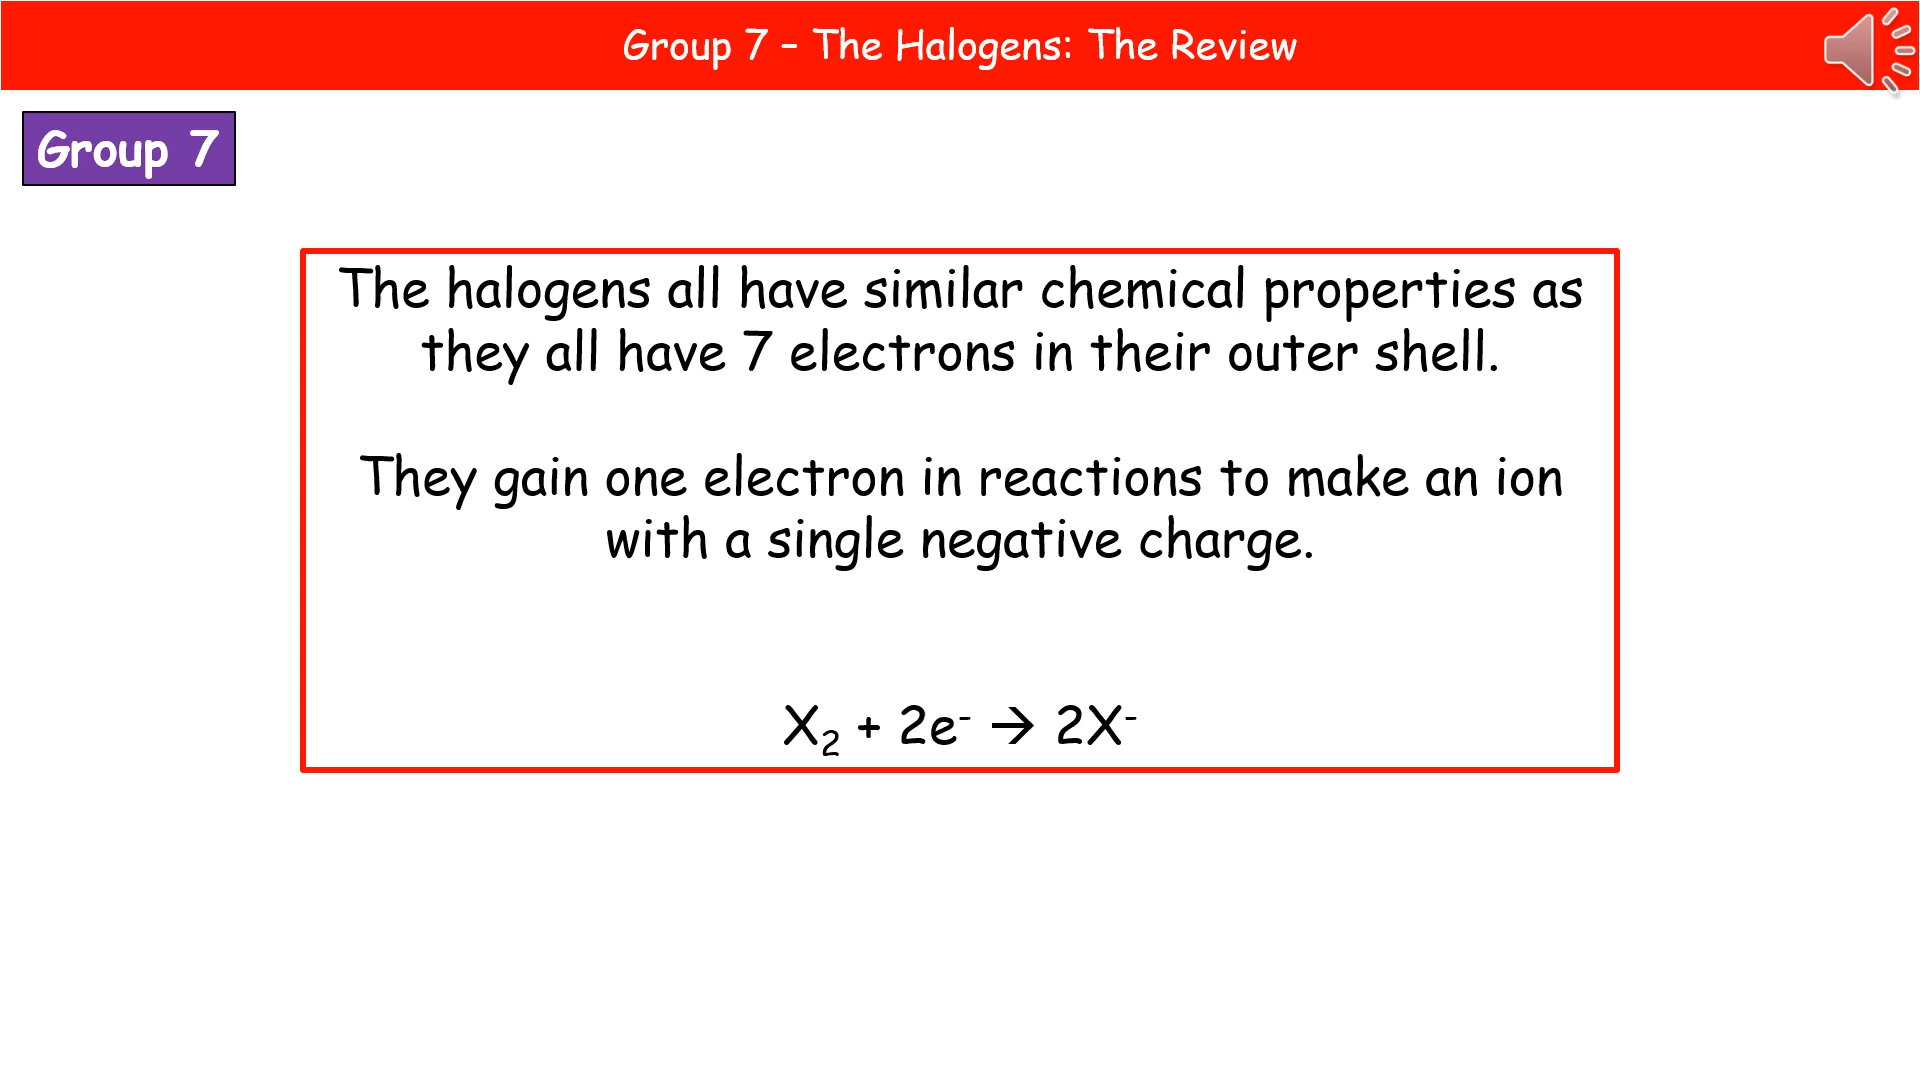 Group 7 – The Halogens: The Review
Group 7
The halogens all have similar chemical properties as
they all have 7 electrons in their outer shell.
They gain one electron in reactions to make an ion
with a single negative charge.
X₂ + 2e⁻ → 2X⁻